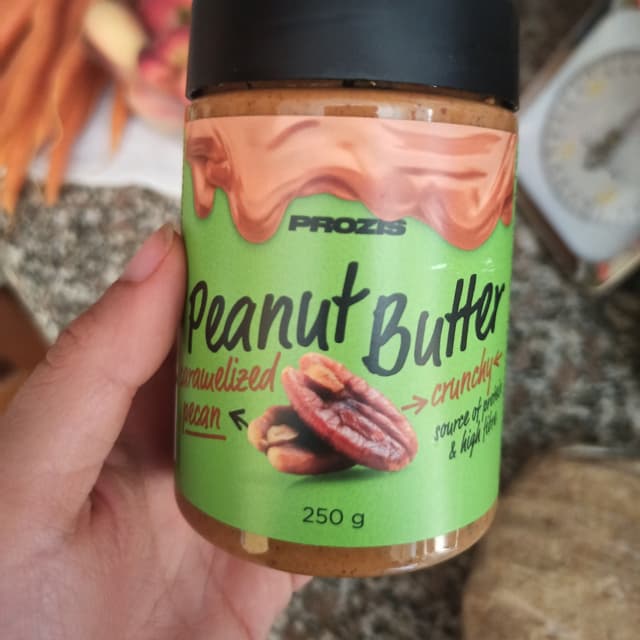 PROZIS
Peanut Butter
caramelized
pecan
crunchy
source of protein
& high fibre
250 g